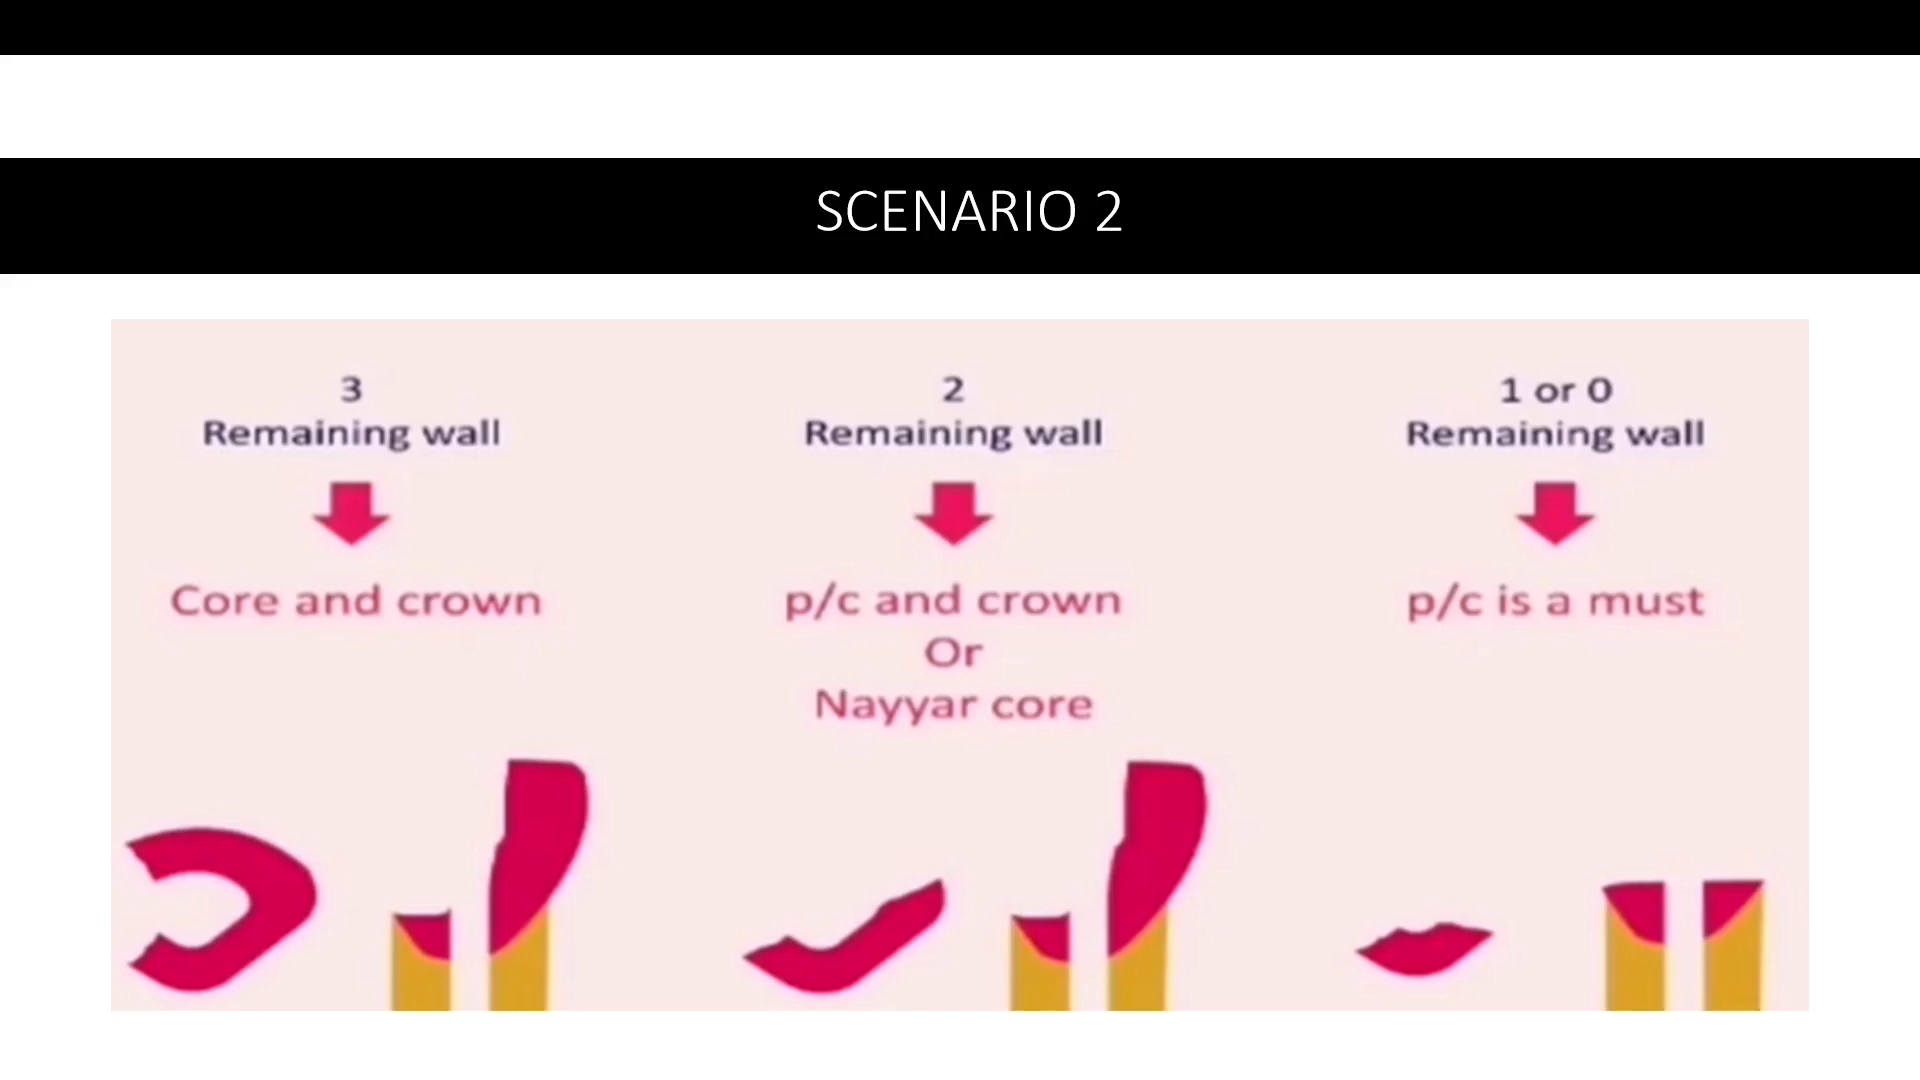 SCENARIO 2
3
Remaining wall
Core and crown
2
Remaining wall
p/c and crown
Or
Nayyar core
1 or 0
Remaining wall
p/c is a must